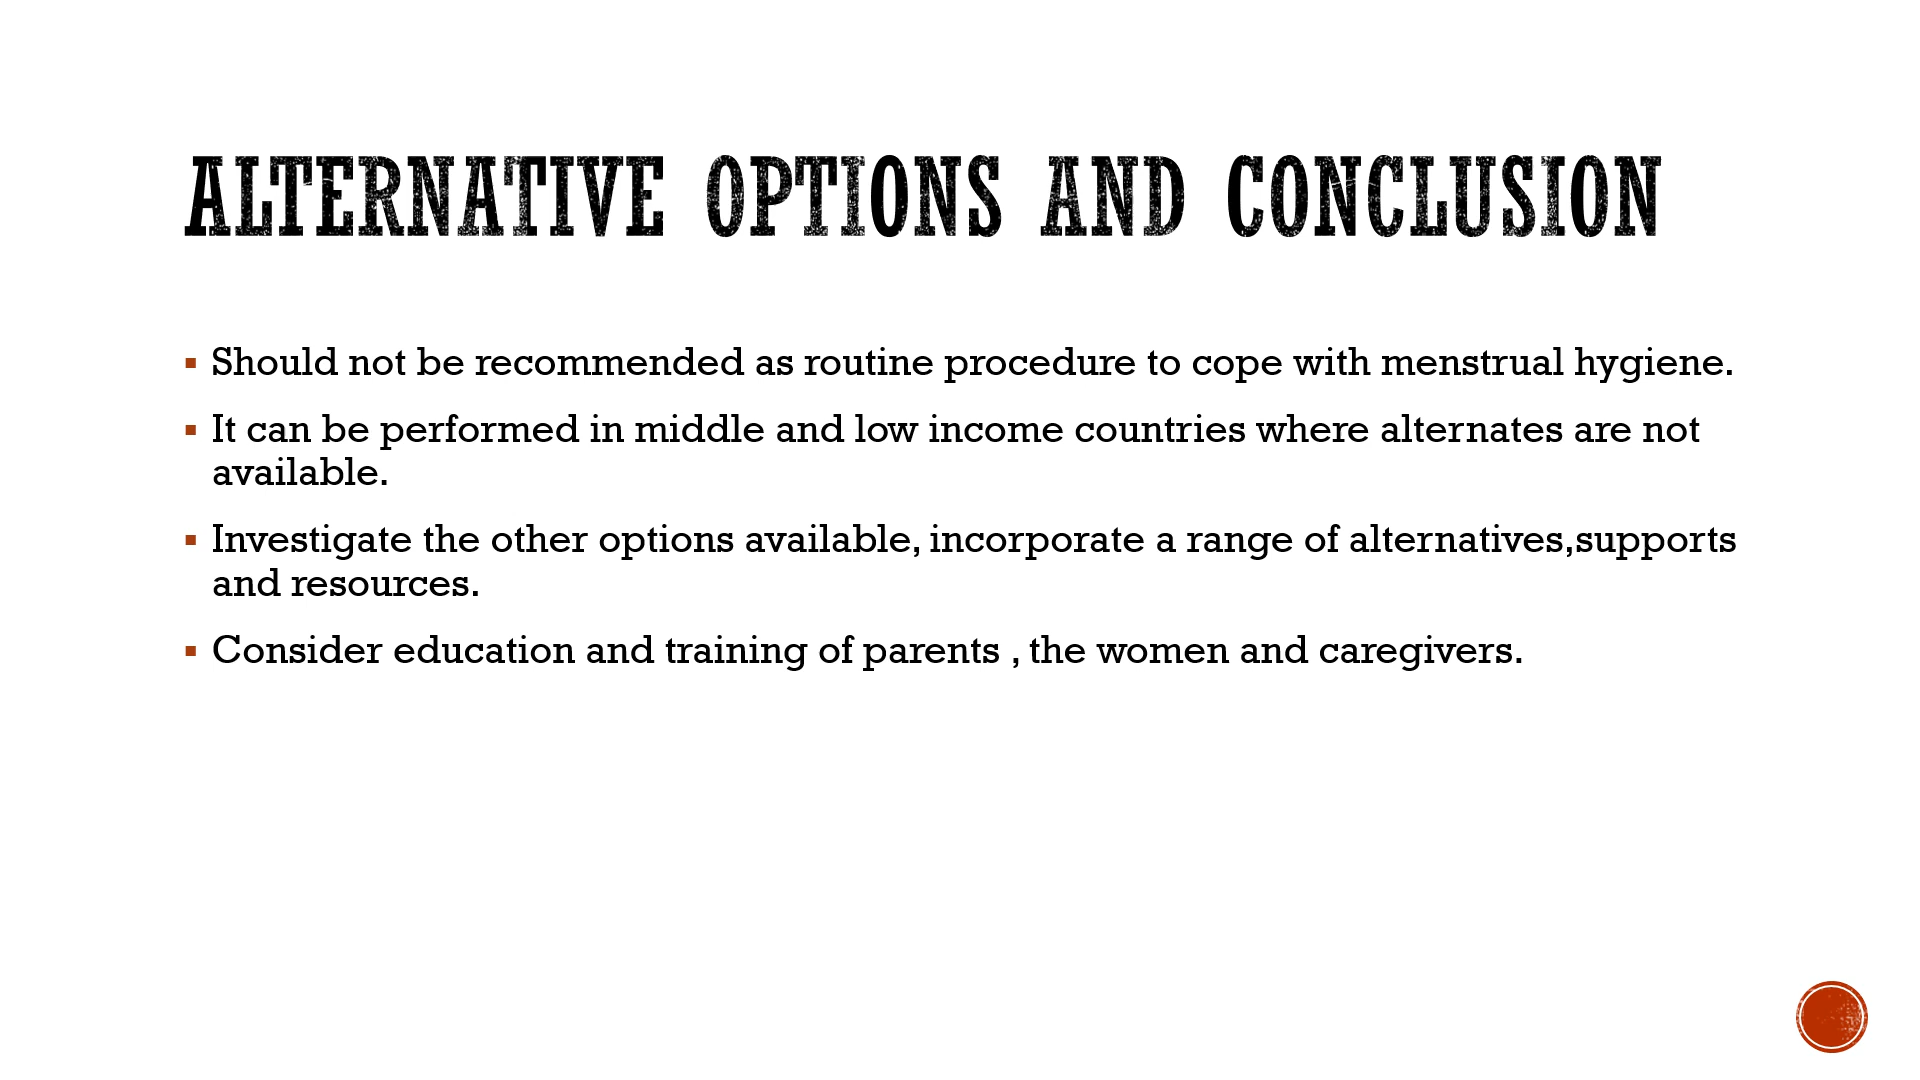 ALTERNATIVE OPTIONS AND CONCLUSION
▪ Should not be recommended as routine procedure to cope with menstrual hygiene.
▪ It can be performed in middle and low income countries where alternates are not
available.
▪ Investigate the other options available, incorporate a range of alternatives,supports
and resources.
▪ Consider education and training of parents , the women and caregivers.